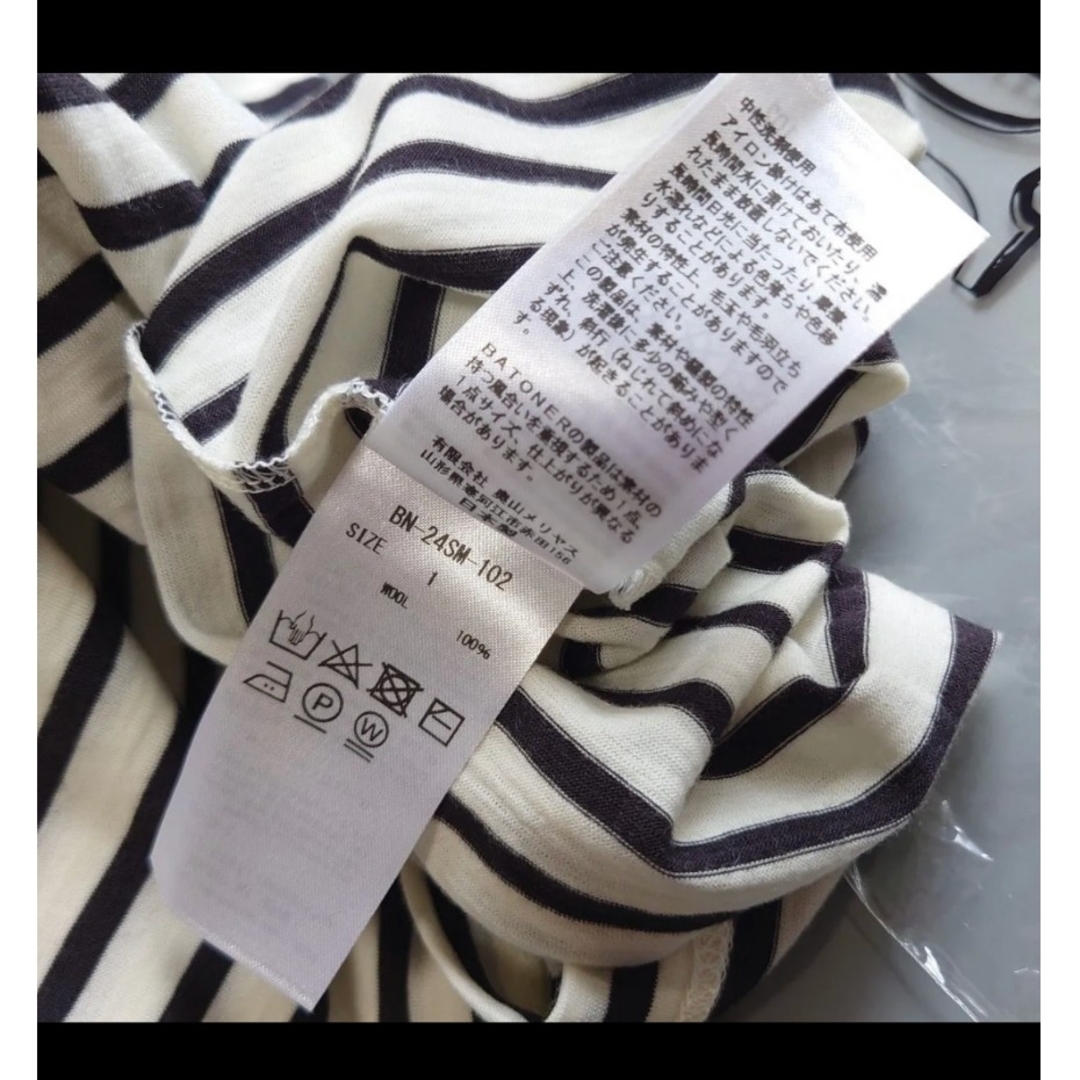 中性洗剤使用
アイロン掛けはあて布使用
長時間水に漬けておいたり、濡
れたまま放置しないでください。
長時間日光に当たったり、摩擦
水濡れなどによる色落ちや色移
りすることがあります。
素材の特性上、毛玉や毛羽立ち
が発生することがありますので
ご注意ください。
この製品は、素材や編製の特性
上、洗濯後に多少の縮みや型く
ずれ、斜行(ねじれて斜めにな
る現象)が起きることがありま
す。
BATONERの製品は素材の
持つ風合いを重視するため1点、
1点サイズ、仕上がりが異なる
場合があります。
有限会社 奥山メリヤス
山形県寒河江市赤田156
日本製
BN-24SM-102
SIZE
1
WOOL
100%
P
W